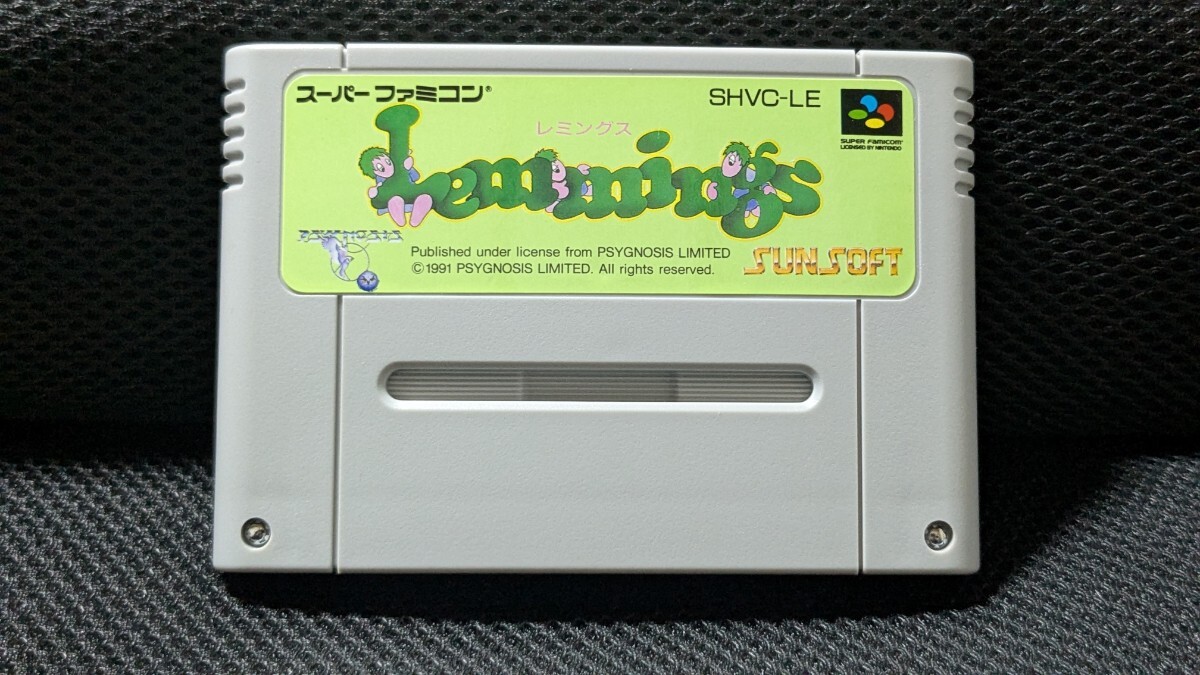 スーパーファミコン®
SHVC-LE
レミングス
Lemmings
SUPER FAMICOM
LICENSED BY NINTENDO
PSYGNOSIS
Published under license from PSYGNOSIS LIMITED
©1991 PSYGNOSIS LIMITED. All rights reserved.
SUNSOFT